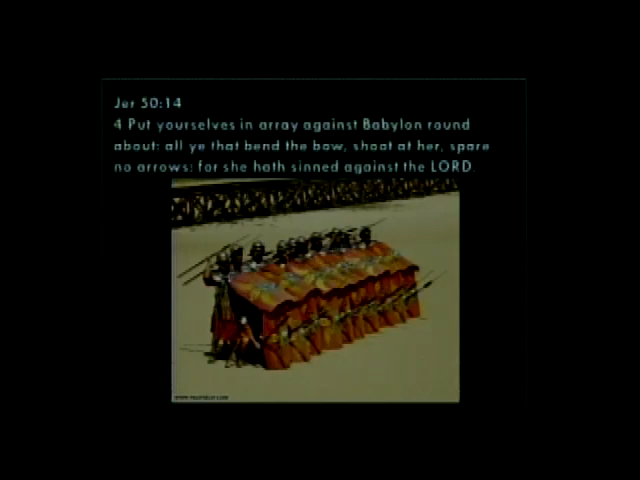 Jer 50:14
4 Put yourselves in array against Babylon round
about: all ye that bend the bow, shoot at her, spare
no arrows: for she hath sinned against the LORD.